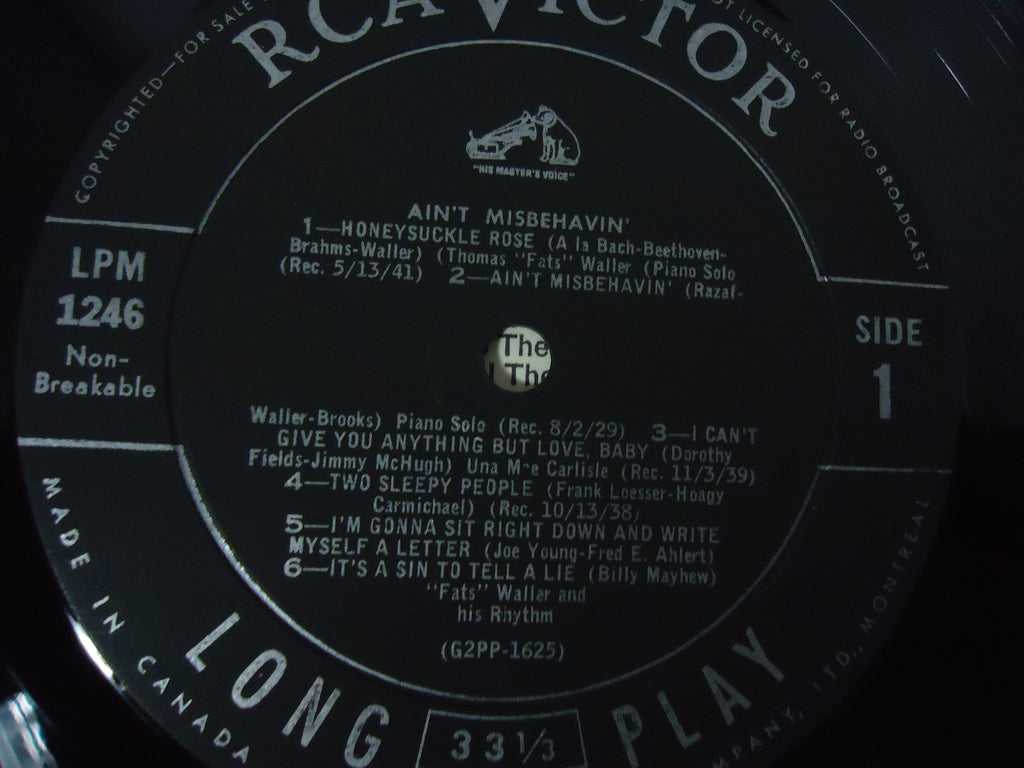 RCA VICTOR
COPYRIGHTED—FOR SALE
NOT LICENSED FOR RADIO BROADCAST
"HIS MASTER'S VOICE"
AIN'T MISBEHAVIN'
1—HONEYSUCKLE ROSE (A la Bach-Beethoven-
Brahms-Waller) (Thomas "Fats" Waller (Piano Solo
(Rec. 5/13/41) 2—AIN'T MISBEHAVIN' (Razaf-
LPM
1246
Non-
Breakable
SIDE
1
The
The
Waller-Brooks) Piano Solo (Rec. 8/2/29) 3—I CAN'T
GIVE YOU ANYTHING BUT LOVE, BABY (Dorothy
Fields-Jimmy McHugh) Una Mae Carlisle (Rec. 11/3/39)
4—TWO SLEEPY PEOPLE (Frank Loesser-Hoagy
Carmichael) (Rec. 10/13/38)
5—I'M GONNA SIT RIGHT DOWN AND WRITE
MYSELF A LETTER (Joe Young-Fred E. Ahlert)
6—IT'S A SIN TO TELL A LIE (Billy Mayhew)
"Fats" Waller and
his Rhythm
(G2PP-1625)
LONG PLAY
33 1/3
MADE IN CANADA
MPANY, LTD., MONTREAL